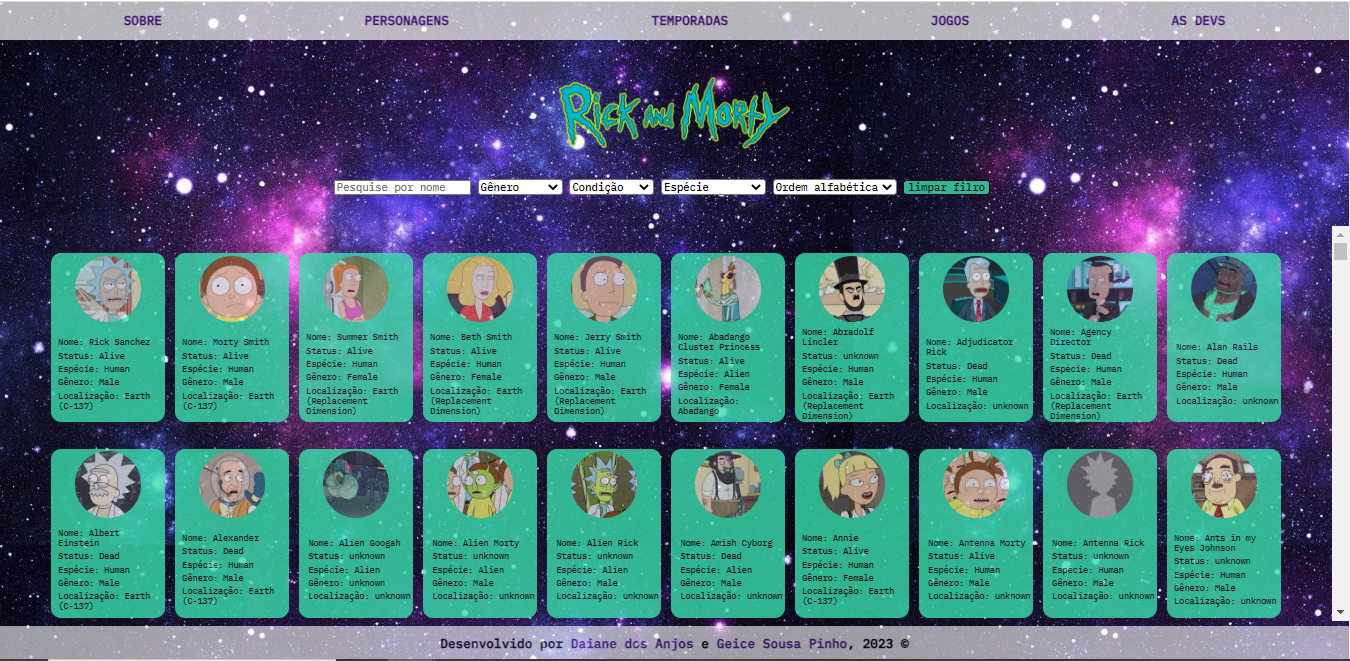 SOBRE PERSONAGENS TEMPORADAS JOGOS AS DEVS
Rick and Morty
Pesquise por nome Gênero Condição Espécie Ordem alfabética limpar filro
Nome: Rick Sanchez
Status: Alive
Espécie: Human
Gênero: Male
Localização: Earth
(C-137)
Nome: Morty Smith
Status: Alive
Espécie: Human
Gênero: Male
Localização: Earth
(C-137)
Nome: Summer Smith
Status: Alive
Espécie: Human
Gênero: Female
Localização: Earth
(Replacement
Dimension)
Nome: Beth Smith
Status: Alive
Espécie: Human
Gênero: Female
Localização: Earth
(Replacement
Dimension)
Nome: Jerry Smith
Status: Alive
Espécie: Human
Gênero: Male
Localização: Earth
(Replacement
Dimension)
Nome: Abadango
Cluster Princess
Status: Alive
Espécie: Alien
Gênero: Female
Localização:
Abadango
Nome: Abradolf
Lincler
Status: unknown
Espécie: Human
Gênero: Male
Localização: Earth
(Replacement
Dimension)
Nome: Adjudicator
Rick
Status: Dead
Espécie: Human
Gênero: Male
Localização: unknown
Nome: Agency
Director
Status: Dead
Espécie: Human
Gênero: Male
Localização: Earth
(Replacement
Dimension)
Nome: Alan Rails
Status: Dead
Espécie: Human
Gênero: Male
Localização: unknown
Nome: Albert
Einstein
Status: Dead
Espécie: Human
Gênero: Male
Localização: Earth
(C-137)
Nome: Alexander
Status: Dead
Espécie: Human
Gênero: Male
Localização: Earth
(C-137)
Nome: Alien Googah
Status: unknown
Espécie: Alien
Gênero: unknown
Localização: unknown
Nome: Alien Morty
Status: unknown
Espécie: Alien
Gênero: Male
Localização: unknown
Nome: Alien Rick
Status: unknown
Espécie: Alien
Gênero: Male
Localização: unknown
Nome: Amish Cyborg
Status: Dead
Espécie: Alien
Gênero: Male
Localização: unknown
Nome: Annie
Status: Alive
Espécie: Human
Gênero: Female
Localização: Earth
(C-137)
Nome: Antenna Morty
Status: Alive
Espécie: Human
Gênero: Male
Localização: unknown
Nome: Antenna Rick
Status: unknown
Espécie: Human
Gênero: Male
Localização: unknown
Nome: Ants in my
Eyes Johnson
Status: unknown
Espécie: Human
Gênero: Male
Localização: unknown
Desenvolvido por Daiane dos Anjos e Geice Sousa Pinho, 2023 ©